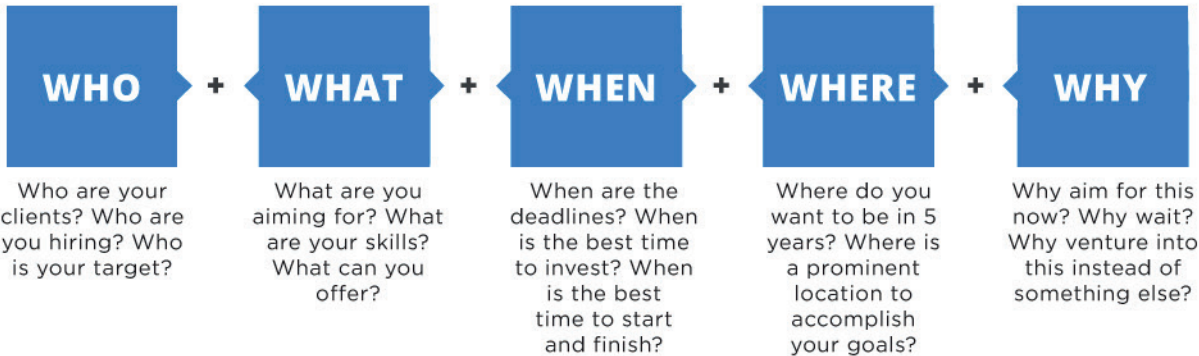 WHO + WHAT + WHEN + WHERE + WHY
Who are your
clients? Who are
you hiring? Who
is your target?
What are you
aiming for? What
are your skills?
What can you
offer?
When are the
deadlines? When
is the best time
to invest? When
is the best
time to start
and finish?
Where do you
want to be in 5
years? Where is
a prominent
location to
accomplish
your goals?
Why aim for this
now? Why wait?
Why venture into
this instead of
something else?